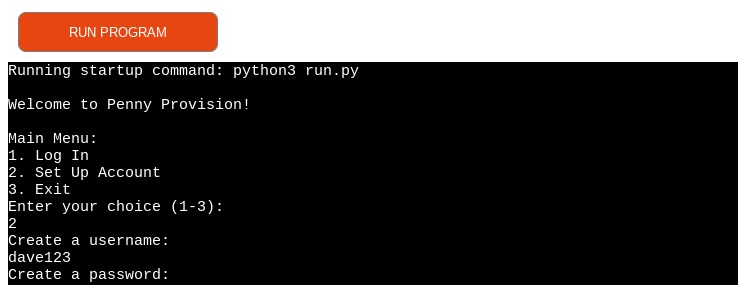 RUN PROGRAM
Running startup command: python3 run.py
Welcome to Penny Provision!
Main Menu:
1. Log In
2. Set Up Account
3. Exit
Enter your choice (1-3):
2
Create a username:
dave123
Create a password: